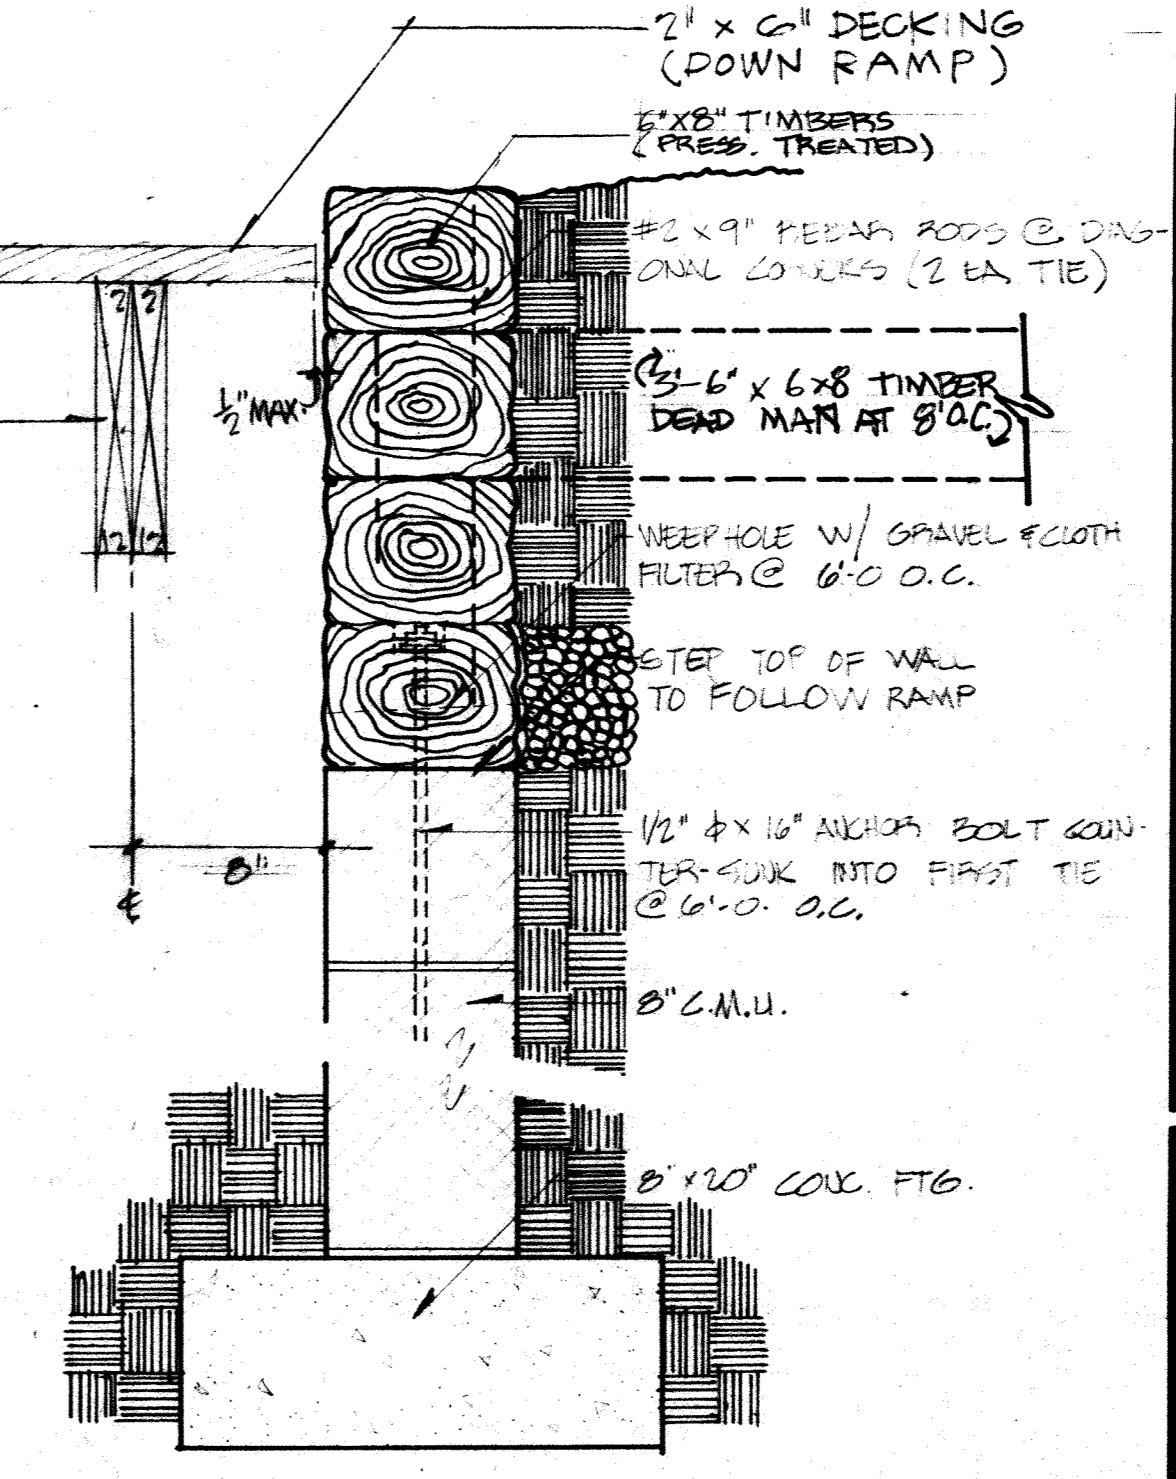 2" x 6" DECKING
(DOWN RAMP)
6"X8" TIMBERS
(PRESS. TREATED)
#2 x 9" REBAR RODS @ DIAG-
ONAL CORNERS (2 EA. TIE)
3'-6" x 6x8 TIMBER
DEAD MAN AT 8' O.C.
1/2" MAX.
WEEPHOLE W/ GRAVEL & CLOTH
FILTER @ 6'-0 O.C.
STEP TOP OF WALL
TO FOLLOW RAMP
1/2" ⌀ x 16" ANCHOR BOLT COUN-
TER-SUNK INTO FIRST TIE
@ 6'-0. O.C.
8"
℄
8" C.M.U.
8" x 20" CONC. FTG.